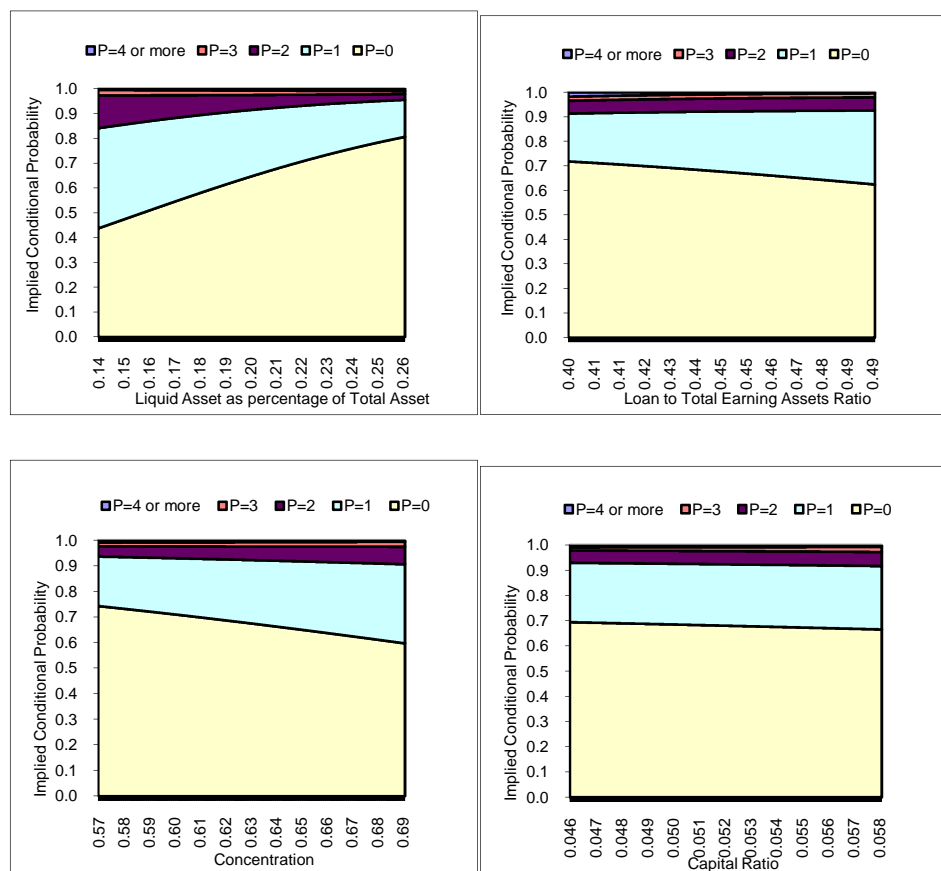 P=4 or more P=3 P=2 P=1 P=0
Implied Conditional Probability
1.0
0.9
0.8
0.7
0.6
0.5
0.4
0.3
0.2
0.1
0.0
0.14 0.15 0.16 0.17 0.18 0.19 0.20 0.22 0.23 0.24 0.25 0.26
Liquid Asset as percentage of Total Asset
P=4 or more P=3 P=2 P=1 P=0
Implied Conditional Probability
1.0
0.9
0.8
0.7
0.6
0.5
0.4
0.3
0.2
0.1
0.0
0.40 0.41 0.41 0.42 0.43 0.44 0.45 0.46 0.47 0.48 0.49 0.49
Loan to Total Earning Assets Ratio
P=4 or more P=3 P=2 P=1 P=0
Implied Conditional Probability
1.0
0.9
0.8
0.7
0.6
0.5
0.4
0.3
0.2
0.1
0.0
0.57 0.58 0.59 0.60 0.61 0.62 0.64 0.65 0.66 0.67 0.68 0.69
Concentration
P=4 or more P=3 P=2 P=1 P=0
Implied Conditional Probability
1.0
0.9
0.8
0.7
0.6
0.5
0.4
0.3
0.2
0.1
0.0
0.046 0.047 0.048 0.049 0.050 0.051 0.052 0.053 0.054 0.055 0.056 0.057 0.058
Capital Ratio